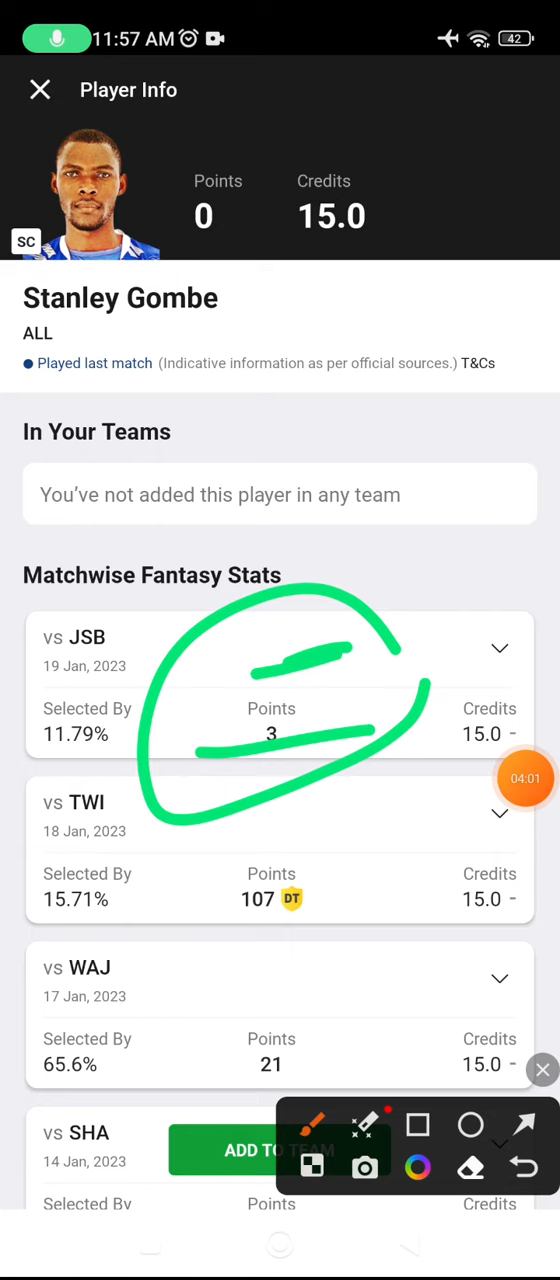 11:57 AM 42
Player Info
Points Credits
0 15.0
SC
Stanley Gombe
ALL
Played last match (Indicative information as per official sources.) T&Cs
In Your Teams
You've not added this player in any team
Matchwise Fantasy Stats
vs JSB
19 Jan, 2023
Selected By Points Credits
11.79% 3 15.0 -
04:01
vs TWI
18 Jan, 2023
Selected By Points Credits
15.71% 107 DT 15.0 -
vs WAJ
17 Jan, 2023
Selected By Points Credits
65.6% 21 15.0 -
vs SHA
14 Jan, 2023
ADD TO TEAM
Selected By Points Credits